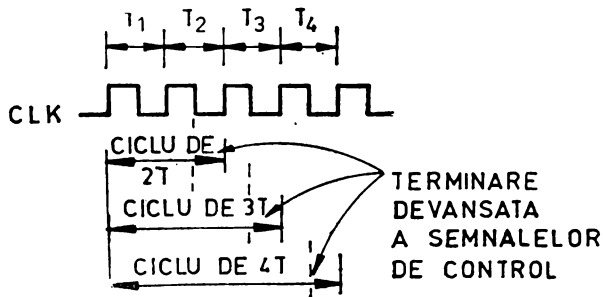 T1 T2 T3 T4
CLK
CICLU DE
2T
CICLU DE 3T
CICLU DE 4T
TERMINARE
DEVANSATA
A SEMNALELOR
DE CONTROL